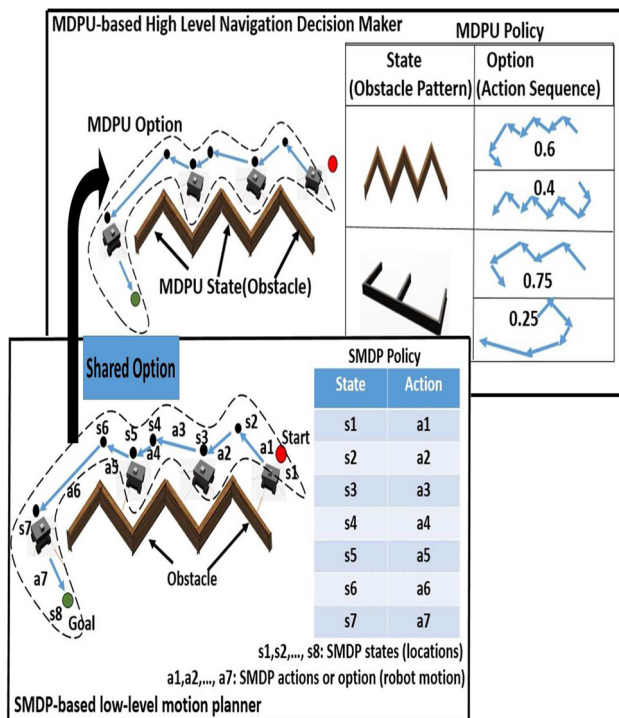 MDPU-based High Level Navigation Decision Maker
MDPU Policy
State
(Obstacle Pattern)
Option
(Action Sequence)
MDPU Option
0.6
0.4
0.75
0.25
MDPU State(Obstacle)
Shared Option
SMDP Policy
State Action
s1 a1
s2 a2
s3 a3
s4 a4
s5 a5
s6 a6
s7 a7
s6
s5
s4
a3
s3
s2
a1
Start
s1
a2
a4
a5
a6
s7
a7
s8
Goal
Obstacle
s1,s2,..., s8: SMDP states (locations)
a1,a2,..., a7: SMDP actions or option (robot motion)
SMDP-based low-level motion planner